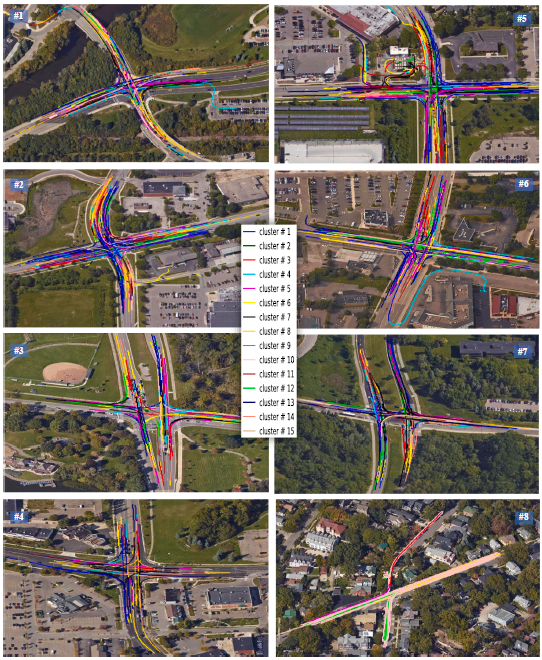 #1
#5
#2
#6
cluster # 1
cluster # 2
cluster # 3
cluster # 4
cluster # 5
cluster # 6
cluster # 7
cluster # 8
cluster # 9
cluster # 10
cluster # 11
cluster # 12
cluster # 13
cluster # 14
cluster # 15
#3
#7
#4
#8